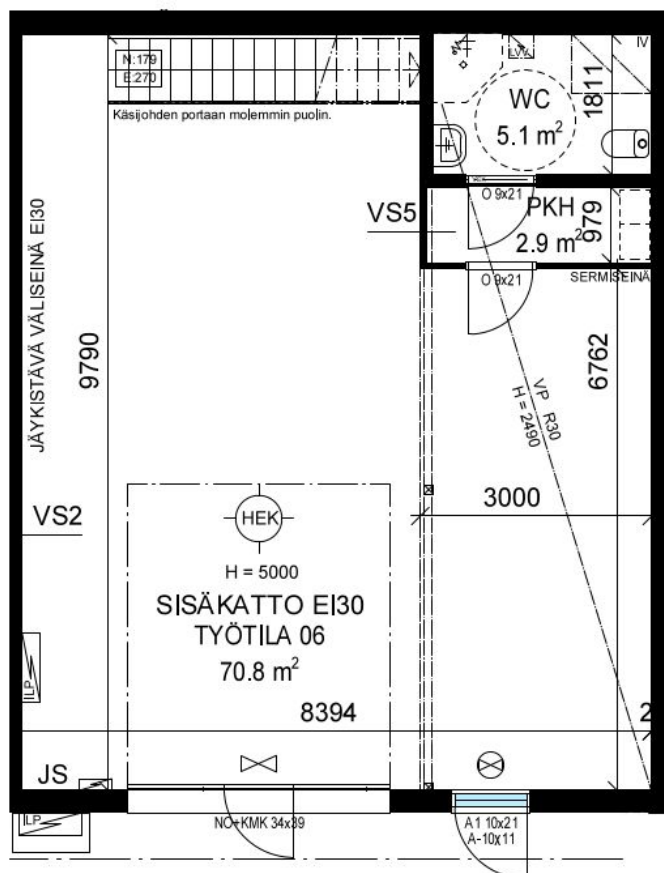 N:179
E:270
Käsijohden portaan molemmin puolin.
LVV
IV
WC
5.1 m²
1811
O 9x21
VS5
PKH
2.9 m²
979
O 9x21
SERMISEINÄ
JÄYKISTÄVÄ VÄLISEINÄ EI30
9790
6762
VP R30
H = 2490
VS2
3000
HEK
H = 5000
SISÄKATTO EI30
TYÖTILA 06
70.8 m²
ILP
8394
2
JS
ILP
NO+KMK 34x39
A1 10x21
A-10x11